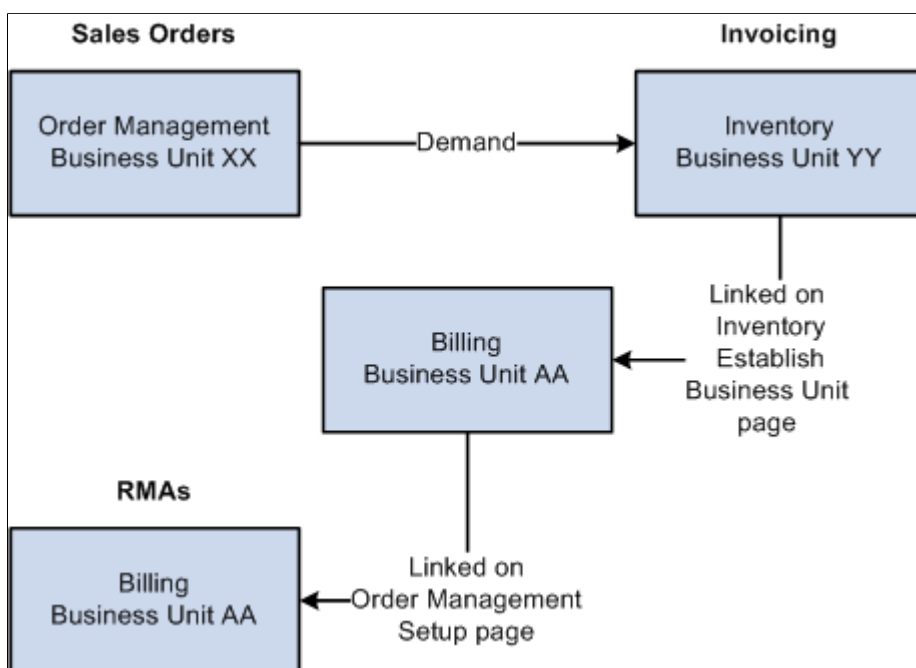 Sales Orders
Invoicing
Order Management
Business Unit XX
Demand
Inventory
Business Unit YY
Linked on
Inventory
Establish
Business Unit
page
Billing
Business Unit AA
RMAs
Billing
Business Unit AA
Linked on
Order Management
Setup page